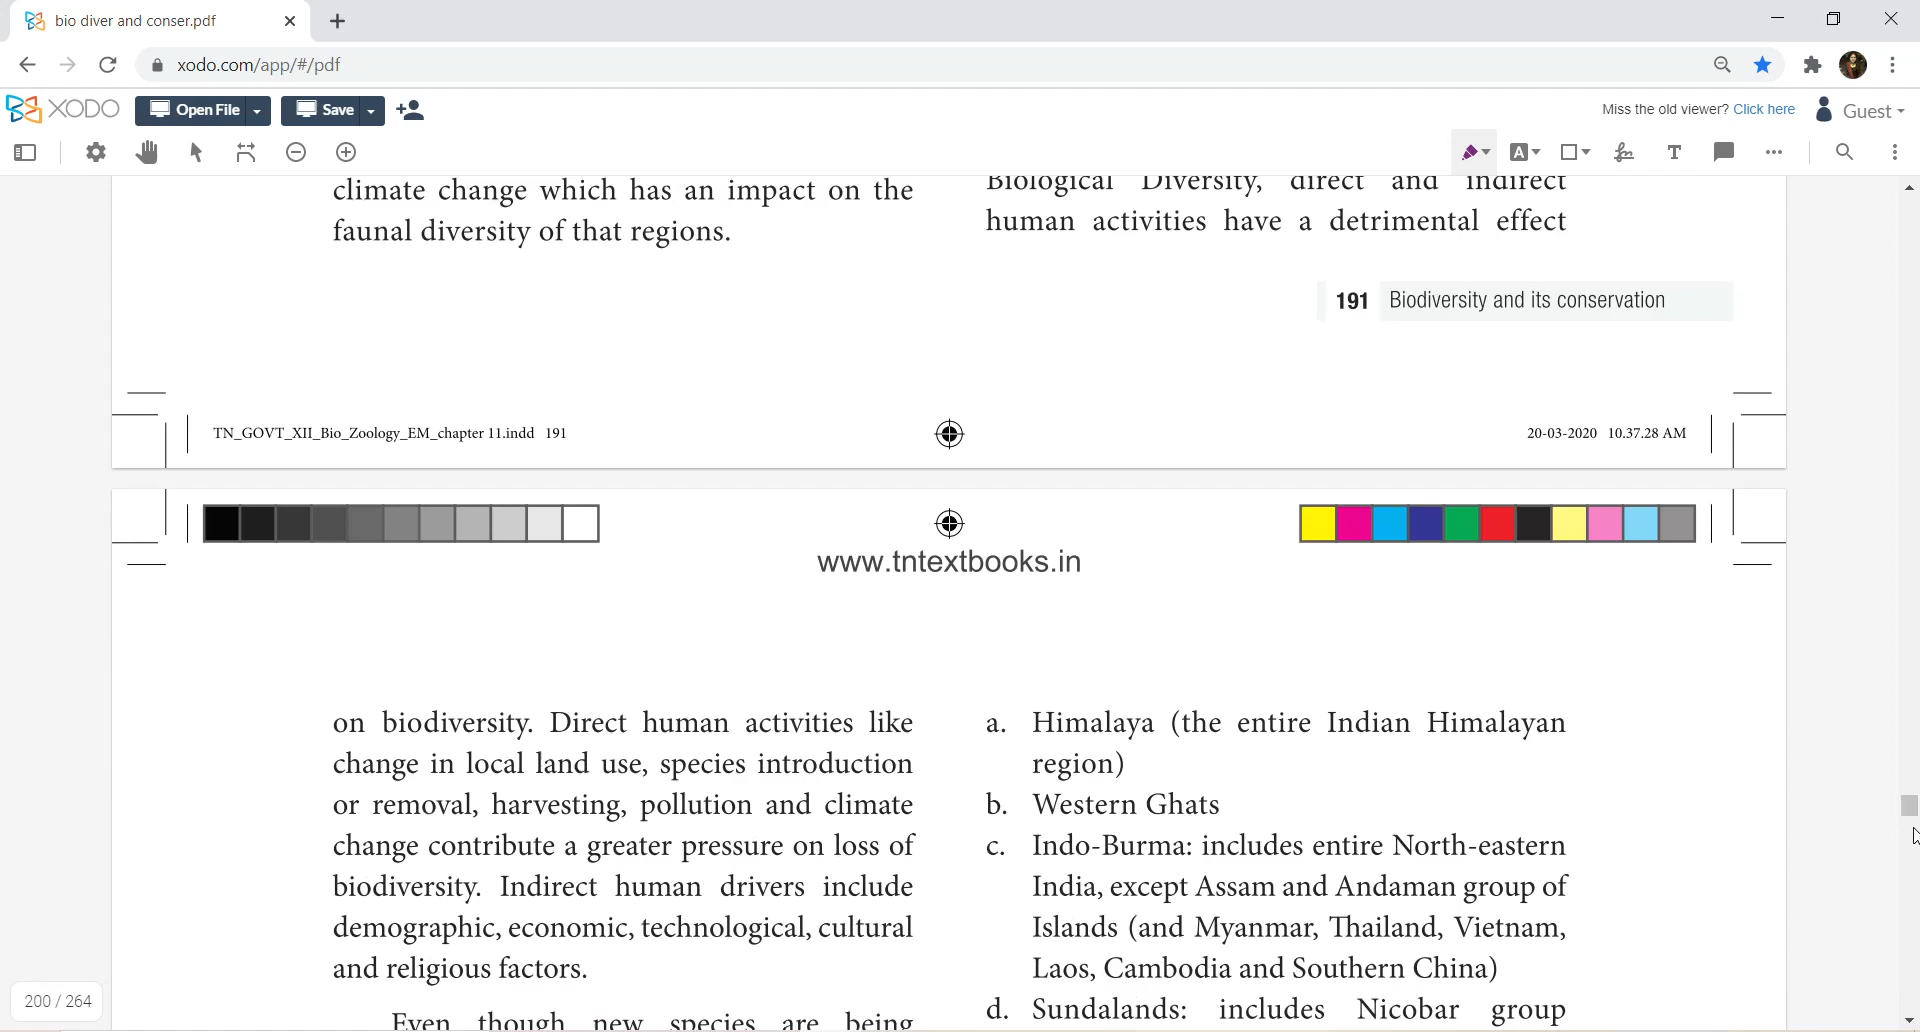 bio diver and conser.pdf
xodo.com/app/#/pdf
XODO
Open File
Save
Miss the old viewer? Click here
Guest
A
T
climate change which has an impact on the
faunal diversity of that regions.
Biological Diversity, direct and indirect
human activities have a detrimental effect
191 Biodiversity and its conservation
TN_GOVT_XII_Bio_Zoology_EM_chapter 11.indd 191
20-03-2020 10.37.28 AM
www.tntextbooks.in
on biodiversity. Direct human activities like
change in local land use, species introduction
or removal, harvesting, pollution and climate
change contribute a greater pressure on loss of
biodiversity. Indirect human drivers include
demographic, economic, technological, cultural
and religious factors.
Even though new species are being
a. Himalaya (the entire Indian Himalayan
region)
b. Western Ghats
c. Indo-Burma: includes entire North-eastern
India, except Assam and Andaman group of
Islands (and Myanmar, Thailand, Vietnam,
Laos, Cambodia and Southern China)
d. Sundalands: includes Nicobar group
200 / 264